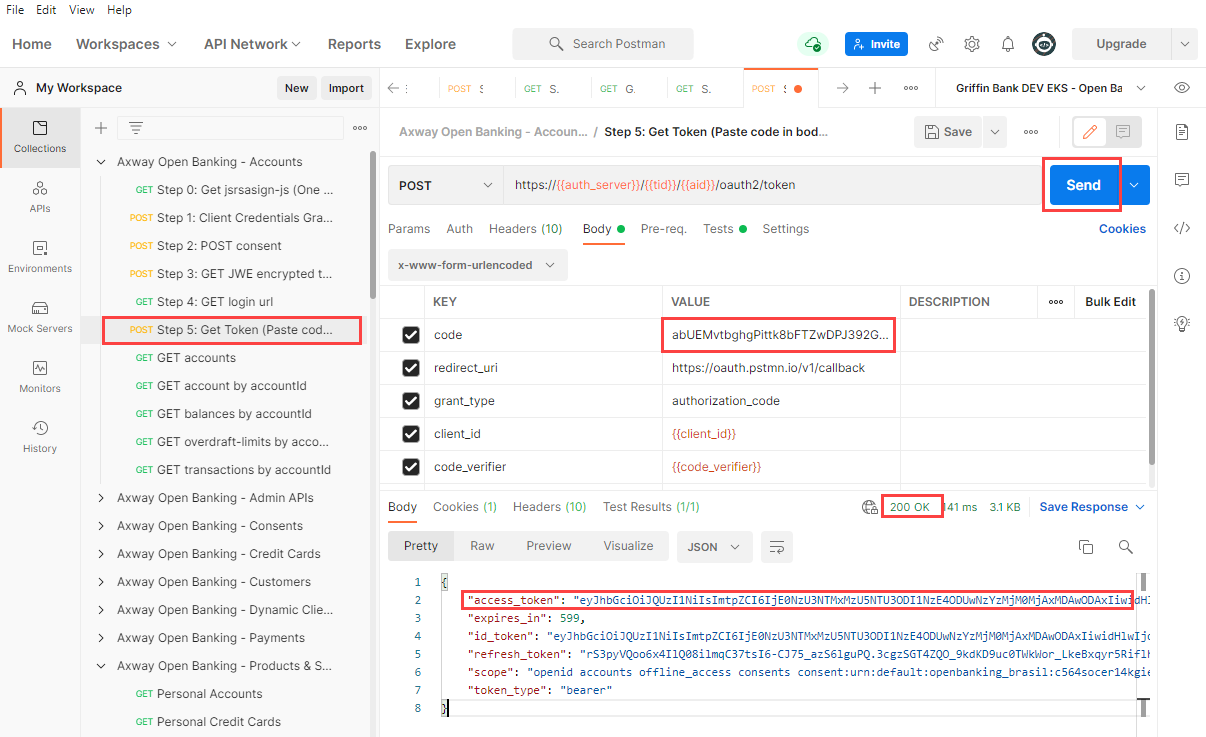 File Edit View Help
Home Workspaces API Network Reports Explore Search Postman Invite Upgrade
My Workspace New Import POST GET S. GET G. GET S. POST Griffin Bank DEV EKS - Open Ba
Collections
APIs
Environments
Mock Servers
Monitors
History
Axway Open Banking - Accounts
GET Step 0: Get jsrsasign-js (One ...
POST Step 1: Client Credentials Gra...
POST Step 2: POST consent
POST Step 3: GET JWE encrypted t...
GET Step 4: GET login url
POST Step 5: Get Token (Paste cod...
GET GET accounts
GET GET account by accountId
GET GET balances by accountId
GET GET overdraft-limits by acco...
GET GET transactions by accountId
Axway Open Banking - Admin APIs
Axway Open Banking - Consents
Axway Open Banking - Credit Cards
Axway Open Banking - Customers
Axway Open Banking - Dynamic Clie...
Axway Open Banking - Payments
Axway Open Banking - Products & S...
GET Personal Accounts
GET Personal Credit Cards
Axway Open Banking - Accoun... / Step 5: Get Token (Paste code in bod... Save
POST https://{{auth_server}}/{{tid}}/{{aid}}/oauth2/token Send
Params Auth Headers (10) Body Pre-req. Tests Settings Cookies
x-www-form-urlencoded
KEY VALUE DESCRIPTION Bulk Edit
code abUEMvtbghgPittk8bFTZwDPJ392G...
redirect_uri https://oauth.pstmn.io/v1/callback
grant_type authorization_code
client_id {{client_id}}
code_verifier {{code_verifier}}
Body Cookies (1) Headers (10) Test Results (1/1) 200 OK 141 ms 3.1 KB Save Response
Pretty Raw Preview Visualize JSON
1 {
2 "access_token": "eyJhbGciOiJQUzI1NiIsImtpZCI6IjE0NzU3NTMxMzU5NTU3ODI1NzE4ODUwNzYzMjM0MjAxMDAwODAxIiwidHl
3 "expires_in": 599,
4 "id_token": "eyJhbGciOiJQUzI1NiIsImtpZCI6IjE0NzU3NTMxMzU5NTU3ODI1NzE4ODUwNzYzMjM0MjAxMDAwODAxIiwidHlwIjo
5 "refresh_token": "rS3pyVQoo6x4IlQ08ilmqC37tsI6-CJ75_azS6lguPQ.3cgzSGT4ZQO_9kdKD9uc0TWkWor_LkeBxqyr5Riflh
6 "scope": "openid accounts offline_access consents consent:urn:default:openbanking_brasil:c564socer14kgie
7 "token_type": "bearer"
8 }